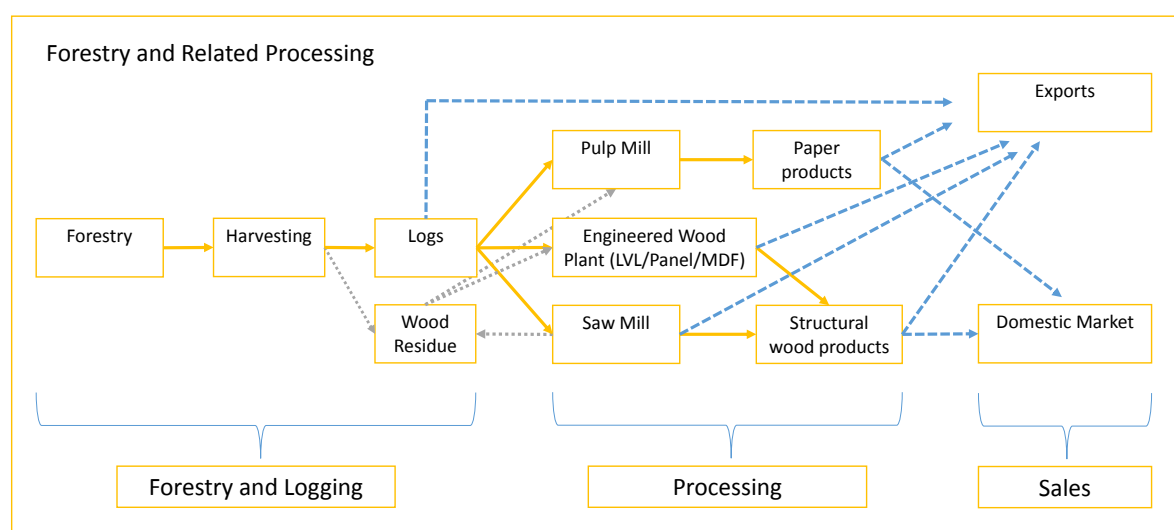 Forestry and Related Processing
Exports
Pulp Mill
Paper
products
Forestry
Harvesting
Logs
Engineered Wood
Plant (LVL/Panel/MDF)
Wood
Residue
Saw Mill
Structural
wood products
Domestic Market
Forestry and Logging
Processing
Sales